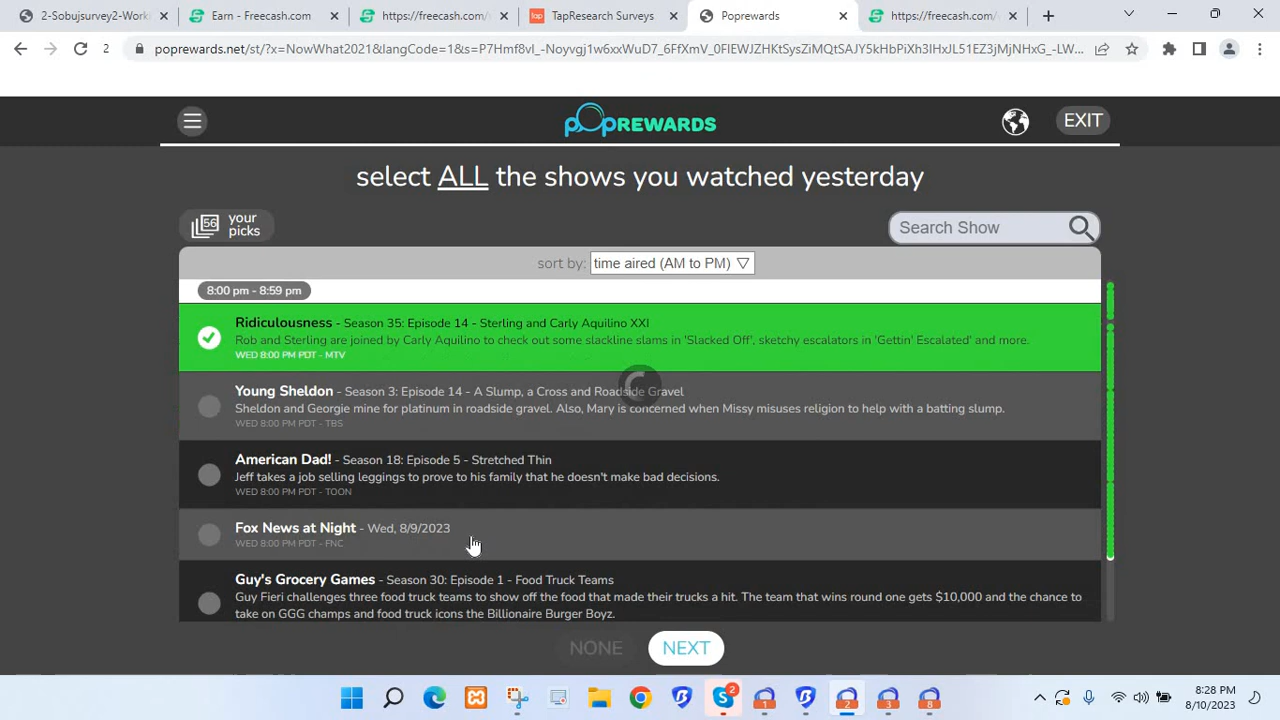 2-Sobujsurvey2-Work
Earn - Freecash.com
https://freecash.com/
TapResearch Surveys
Poprewards
https://freecash.com/
2
poprewards.net/st/?x=NowWhat2021&langCode=1&s=
POPREWARDS
EXIT
select ALL the shows you watched yesterday
56
your
picks
Search Show
sort by: time aired (AM to PM)
8:00 pm - 8:59 pm
Ridiculousness - Season 35: Episode 14 - Sterling and Carly Aquilino XXI
Rob and Sterling are joined by Carly Aquilino to check out some slackline slams in 'Slacked Off', sketchy escalators in 'Gettin' Escalated' and more.
WED 8:00 PM PDT - MTV
Young Sheldon - Season 3: Episode 14 - A Slump, a Cross and Roadside Gravel
Sheldon and Georgie mine for platinum in roadside gravel. Also, Mary is concerned when Missy misuses religion to help with a batting slump.
WED 8:00 PM PDT - TBS
American Dad! - Season 18: Episode 5 - Stretched Thin
Jeff takes a job selling leggings to prove to his family that he doesn't make bad decisions.
WED 8:00 PM PDT - TOON
Fox News at Night - Wed, 8/9/2023
WED 8:00 PM PDT - FNC
Guy's Grocery Games - Season 30: Episode 1 - Food Truck Teams
Guy Fieri challenges three food truck teams to show off the food that made their trucks a hit. The team that wins round one gets $10,000 and the chance to
take on GGG champs and food truck icons the Billionaire Burger Boyz.
NONE
NEXT
2
1
2
3
8
8:28 PM
8/10/2023